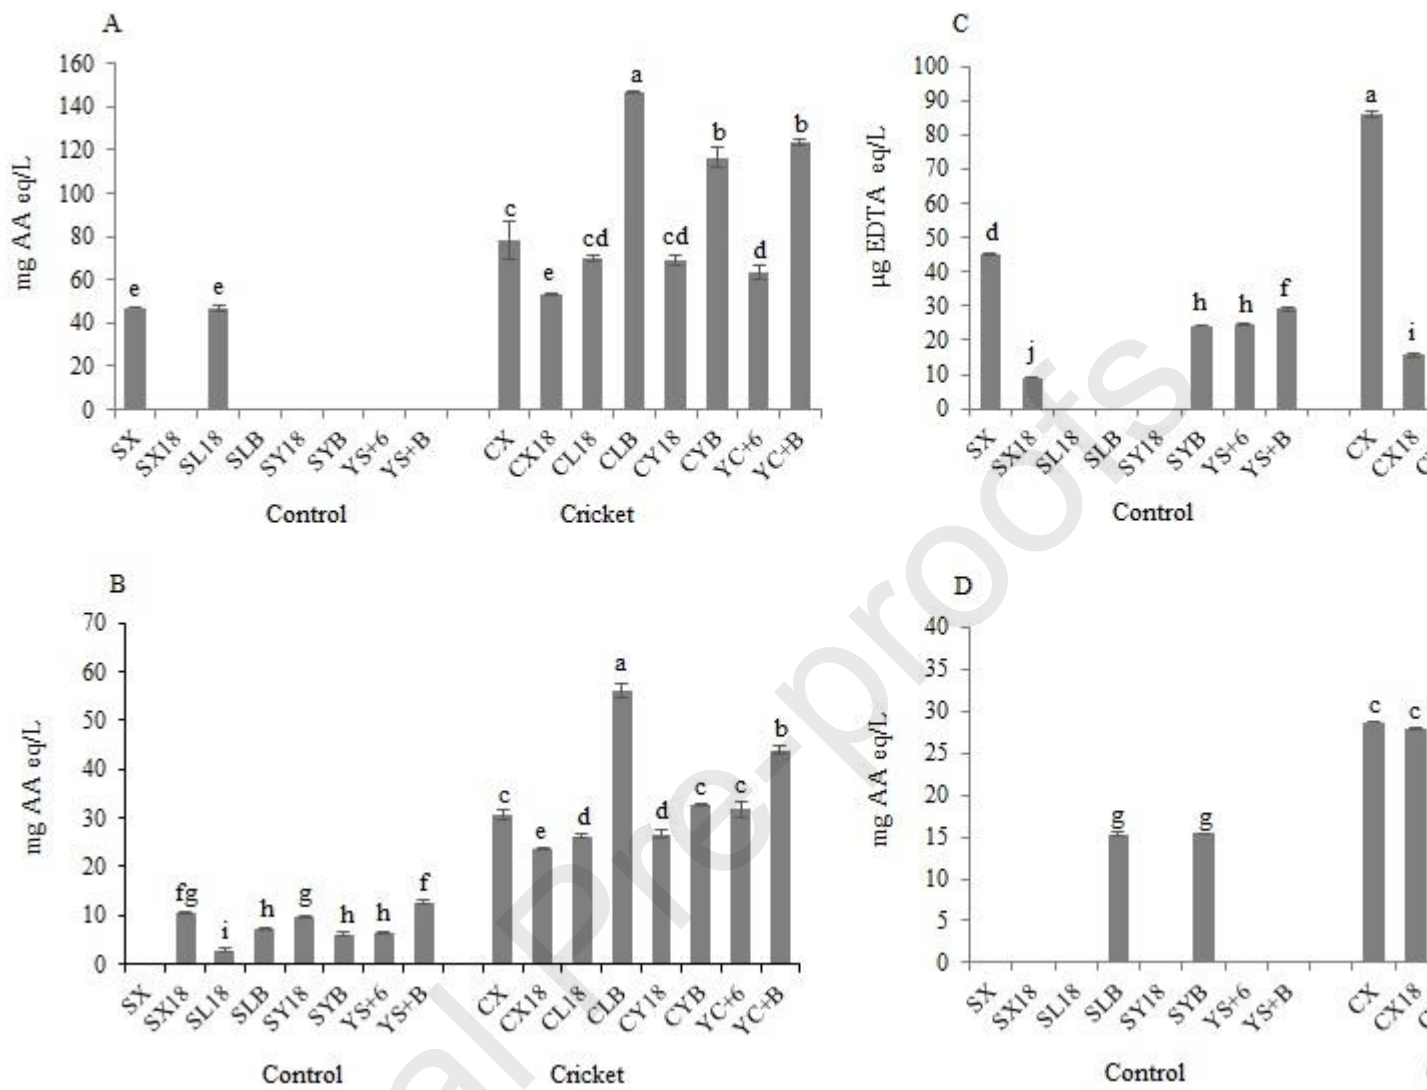 A
160
140
120
100
80
60
40
20
0
mg AA eq/L
e e c e cd a cd b d b
SX SX18 SL18 SLB SY18 SYB YS+6 YS+B CX CX18 CL18 CLB CY18 CYB YC+6 YC+B
Control Cricket
C
100
90
80
70
60
50
40
30
20
10
0
µg EDTA eq/L
d j h h f a i
SX SX18 SL18 SLB SY18 SYB YS+6 YS+B CX CX18
Control
B
70
60
50
40
30
20
10
0
mg AA eq/L
fg i h g h h f c e d a d c c b
SX SX18 SL18 SLB SY18 SYB YS+6 YS+B CX CX18 CL18 CLB CY18 CYB YC+6 YC+B
Control Cricket
D
40
35
30
25
20
15
10
5
0
mg AA eq/L
g g c c
SX SX18 SL18 SLB SY18 SYB YS+6 YS+B CX CX18
Control
al Pre-proofs